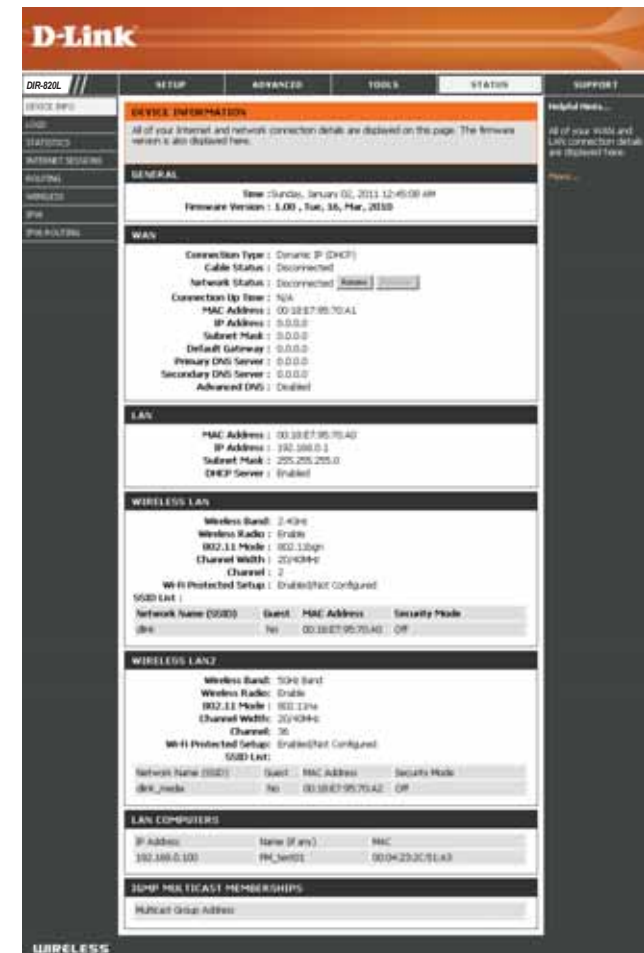 D-Link
DIR-820L
SETUP ADVANCED TOOLS STATUS SUPPORT
DEVICE INFO
LOGS
STATISTICS
INTERNET SESSIONS
ROUTING
WIRELESS
IPV6
IPV6 ROUTING
DEVICE INFORMATION
All of your Internet and network connection details are displayed on this page. The firmware version is also displayed here.
Helpful Hints...
All of your WAN and LAN connection details are displayed here.
More...
GENERAL
Time : Sunday, January 02, 2011 12:45:08 AM
Firmware Version : 1.00 , Tue, 16, Mar, 2010
WAN
Connection Type : Dynamic IP (DHCP)
Cable Status : Disconnected
Network Status : Disconnected
Connection Up Time : N/A
MAC Address : 00:18:E7:95:70:A1
IP Address : 0.0.0.0
Subnet Mask : 0.0.0.0
Default Gateway : 0.0.0.0
Primary DNS Server : 0.0.0.0
Secondary DNS Server : 0.0.0.0
Advanced DNS : Disabled
LAN
MAC Address : 00:18:E7:95:70:A0
IP Address : 192.168.0.1
Subnet Mask : 255.255.255.0
DHCP Server : Enabled
WIRELESS LAN
Wireless Band: 2.4GHz
Wireless Radio : Enable
802.11 Mode : 802.11bgn
Channel Width : 20/40MHz
Channel : 2
Wi-Fi Protected Setup : Enabled/Not Configured
SSID List :
Network Name (SSID) Guest MAC Address Security Mode
dlink No 00:18:E7:95:70:A0 Off
WIRELESS LAN2
Wireless Band: 5GHz Band
Wireless Radio: Enable
802.11 Mode : 802.11na
Channel Width: 20/40MHz
Channel: 36
Wi-Fi Protected Setup: Enabled/Not Configured
SSID List:
Network Name (SSID) Guest MAC Address Security Mode
dlink_media No 00:18:E7:95:70:A2 Off
LAN COMPUTERS
IP Address Name (if any) MAC
192.168.0.100 PM_test01 00:04:23:2C:51:A3
IGMP MULTICAST MEMBERSHIPS
Multicast Group Address
WIRELESS